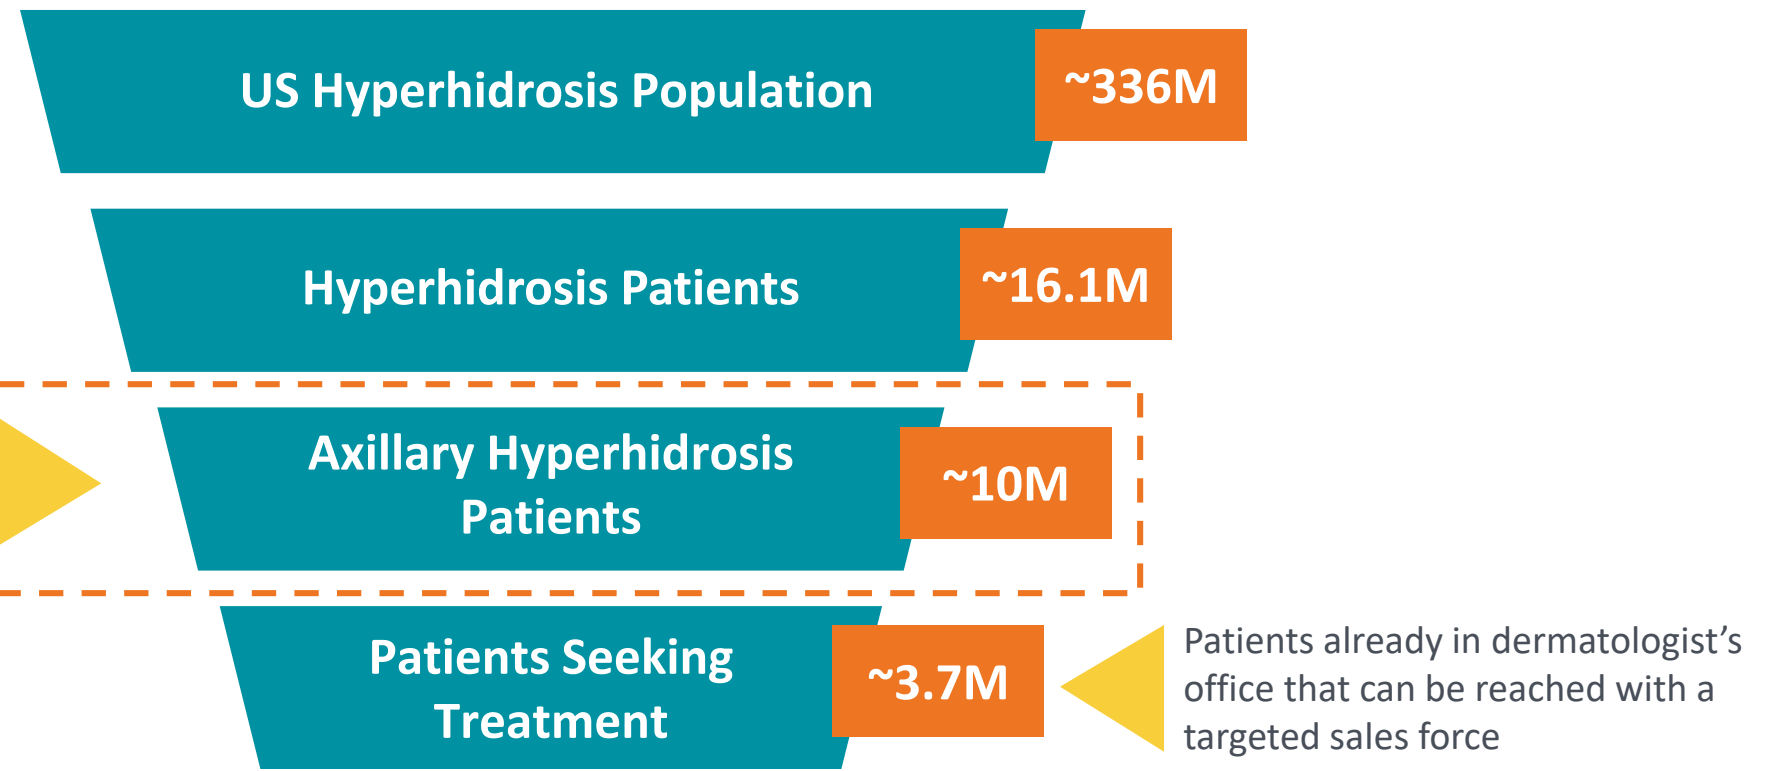 US Hyperhidrosis Population
~336M
Hyperhidrosis Patients
~16.1M
Axillary Hyperhidrosis
Patients
~10M
Patients Seeking
Treatment
~3.7M
Patients already in dermatologist’s
office that can be reached with a
targeted sales force